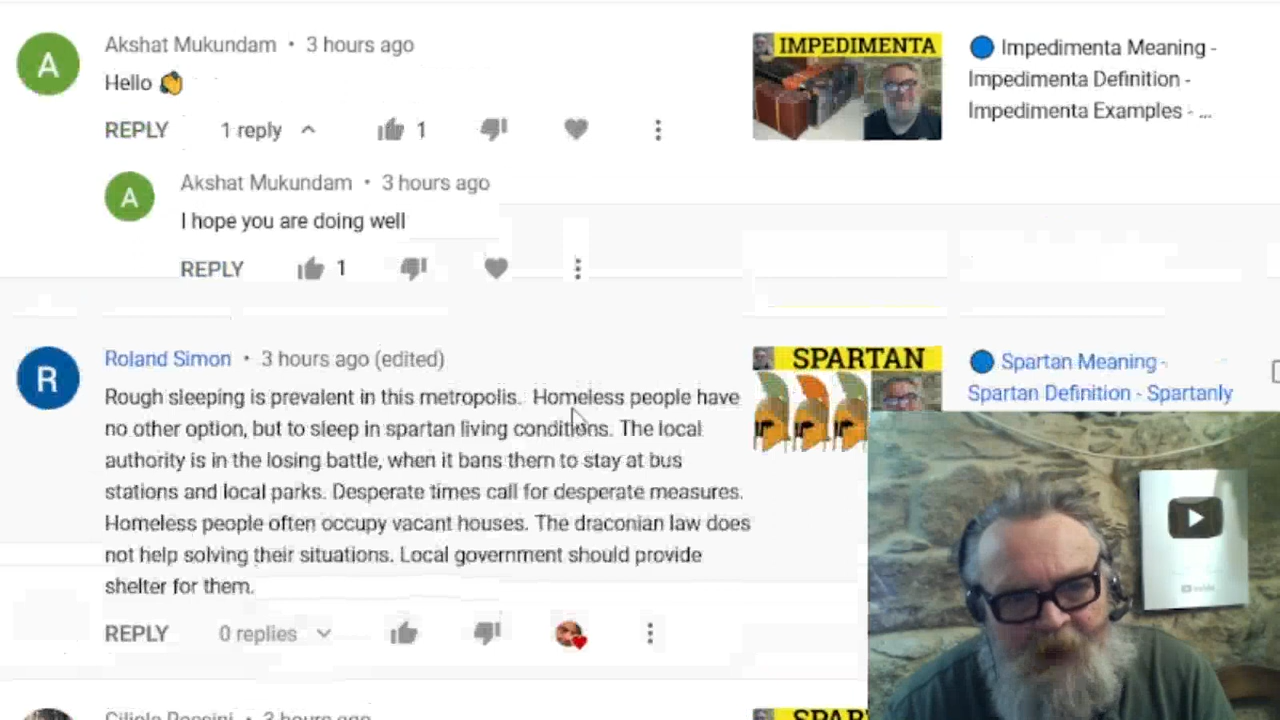 Akshat Mukundam • 3 hours ago
Hello
REPLY 1 reply 1
Akshat Mukundam • 3 hours ago
I hope you are doing well
REPLY 1
IMPEDIMENTA
Impedimenta Meaning -
Impedimenta Definition -
Impedimenta Examples - ...
Roland Simon • 3 hours ago (edited)
Rough sleeping is prevalent in this metropolis. Homeless people have
no other option, but to sleep in spartan living conditions. The local
authority is in the losing battle, when it bans them to stay at bus
stations and local parks. Desperate times call for desperate measures.
Homeless people often occupy vacant houses. The draconian law does
not help solving their situations. Local government should provide
shelter for them.
REPLY 0 replies
SPARTAN
Spartan Meaning -
Spartan Definition - Spartanly
3 hours ago
A
A
R